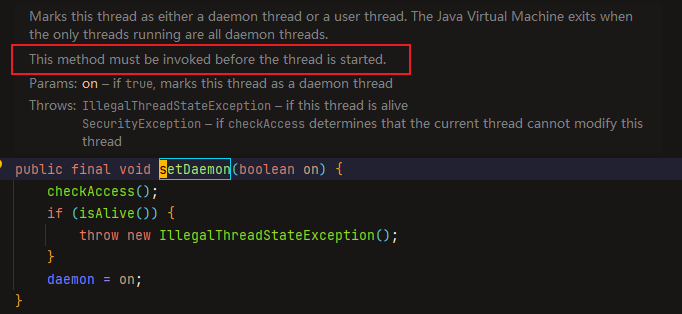 Marks this thread as either a daemon thread or a user thread. The Java Virtual Machine exits when
the only threads running are all daemon threads.
This method must be invoked before the thread is started.
Params: on – if true, marks this thread as a daemon thread
Throws: IllegalThreadStateException – if this thread is alive
SecurityException – if checkAccess determines that the current thread cannot modify this
thread
public final void setDaemon(boolean on) {
checkAccess();
if (isAlive()) {
throw new IllegalThreadStateException();
}
daemon = on;
}